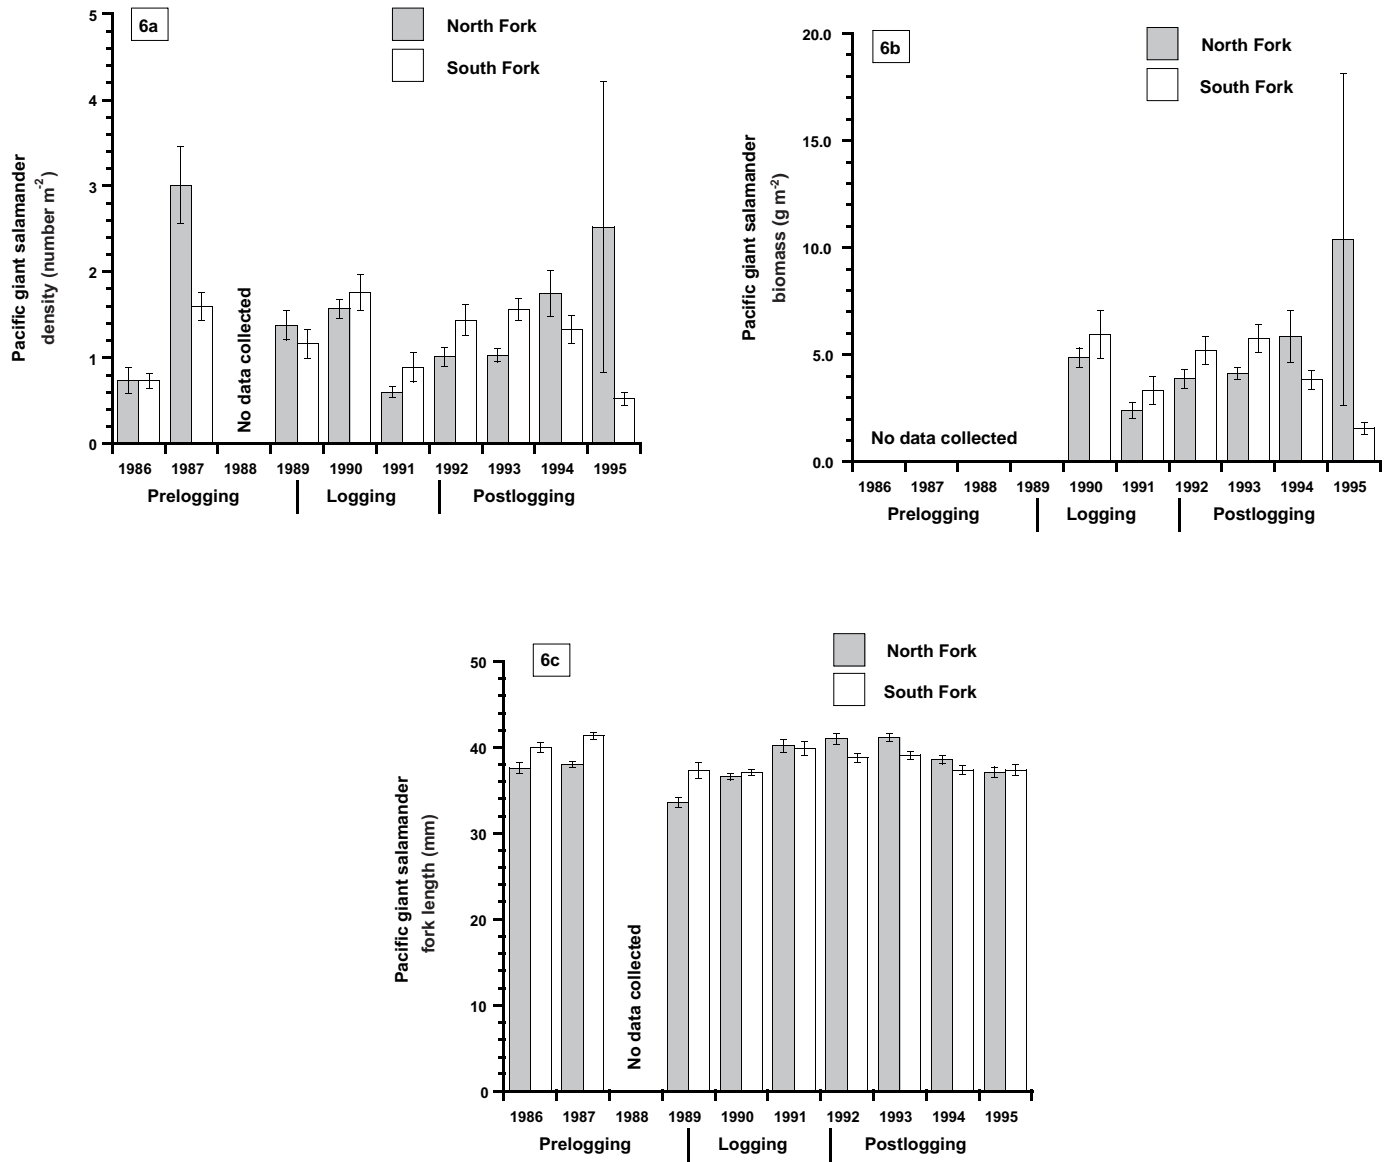 6a
North Fork
South Fork
Pacific giant salamander
density (number m-2)
5
4
3
2
1
0
No data collected
1986 1987 1988 1989 1990 1991 1992 1993 1994 1995
Prelogging Logging Postlogging
6b
North Fork
South Fork
Pacific giant salamander
biomass (g m-2)
20.0
15.0
10.0
5.0
0.0
No data collected
1986 1987 1988 1989 1990 1991 1992 1993 1994 1995
Prelogging Logging Postlogging
6c
North Fork
South Fork
Pacific giant salamander
fork length (mm)
50
40
30
20
10
0
No data collected
1986 1987 1988 1989 1990 1991 1992 1993 1994 1995
Prelogging Logging Postlogging